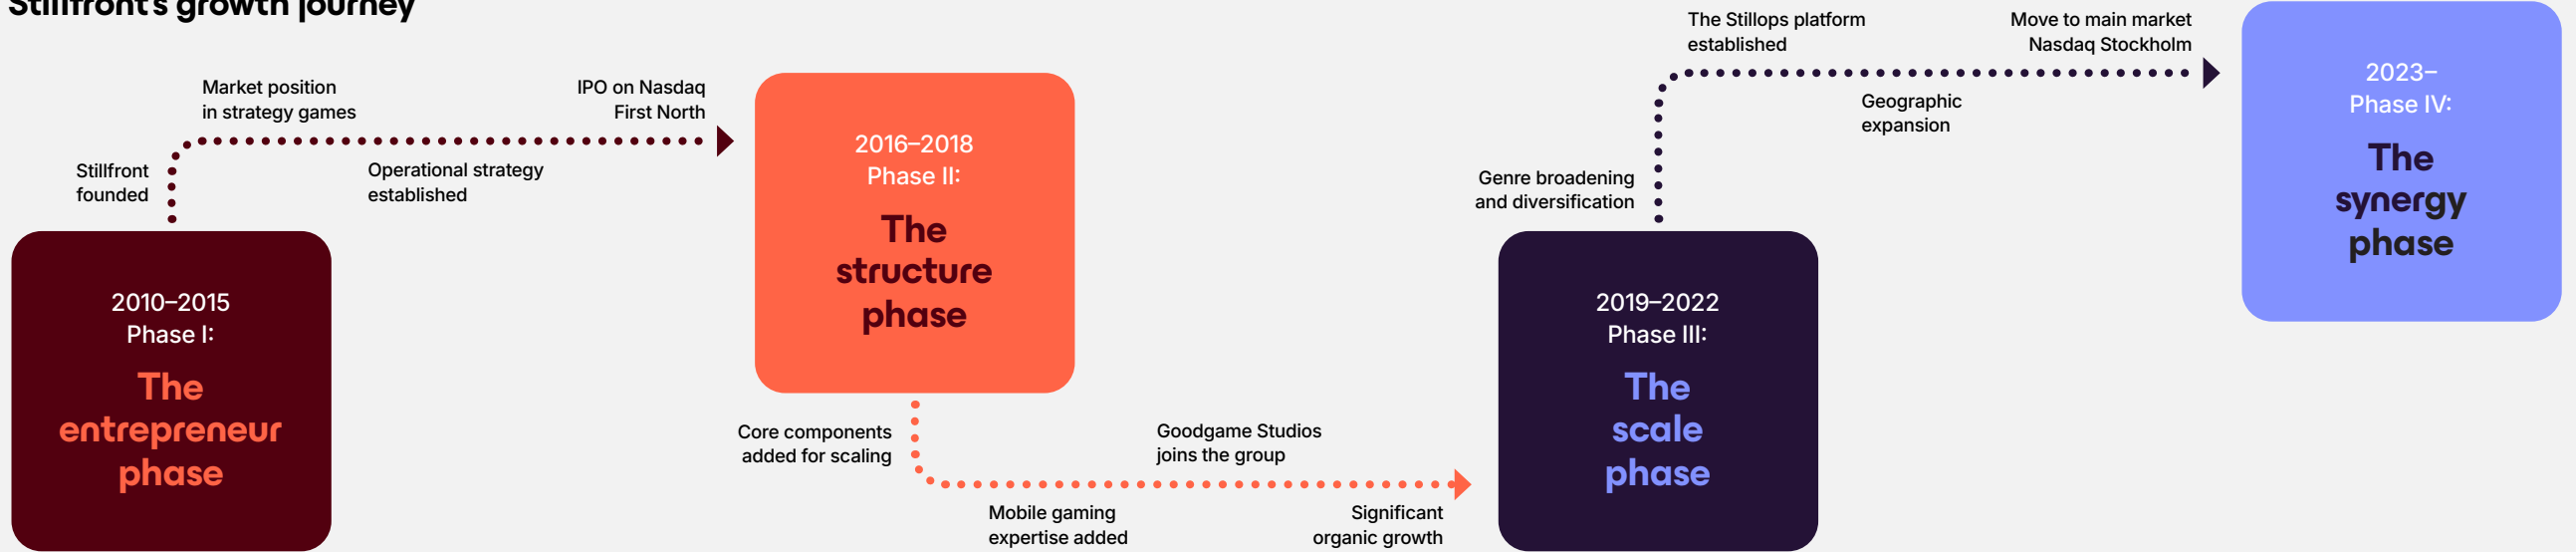 Stillfront's growth journey
Stillfront
founded
Market position
in strategy games
Operational strategy
established
IPO on Nasdaq
First North
2010–2015
Phase I:
The
entrepreneur
phase
2016–2018
Phase II:
The
structure
phase
Core components
added for scaling
Mobile gaming
expertise added
Goodgame Studios
joins the group
Significant
organic growth
2019–2022
Phase III:
The
scale
phase
Genre broadening
and diversification
The Stillops platform
established
Geographic
expansion
Move to main market
Nasdaq Stockholm
2023–
Phase IV:
The
synergy
phase